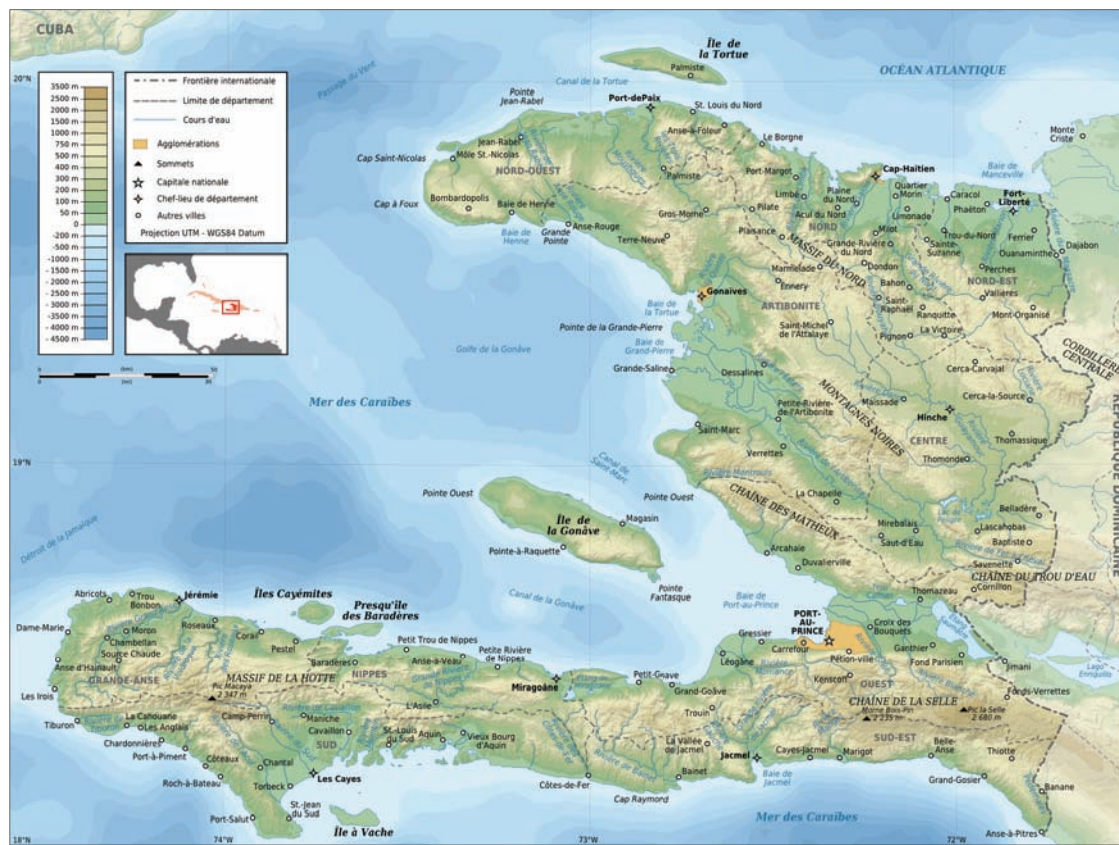 CUBA
20°N
19°N
18°N
74°W
73°W
72°W
3500 m
2500 m
2000 m
1500 m
1000 m
750 m
500 m
400 m
300 m
200 m
100 m
50 m
0 m
-200 m
-500 m
-1000 m
-1500 m
-2000 m
-2500 m
-3000 m
-3500 m
-4000 m
-4500 m
Frontière internationale
Limite de département
Cours d'eau
Agglomérations
Sommets
Capitale nationale
Chef-lieu de département
Autres villes
Projection UTM - WGS84 Datum
Passage du Vent
Île de
la Tortue
Palmiste
Canal de la Tortue
OCÉAN ATLANTIQUE
Pointe
Jean-Rabel
Port-dePaix
St. Louis du Nord
Anse-à-Foleur
Le Borgne
Monte
Criste
Jean-Rabel
Cap Saint-Nicolas
Môle St.-Nicolas
NORD-OUEST
Palmiste
Port-Margot
Cap-Haïtien
Baie de
Manceville
Fort-
Liberté
Limbé
Plaine
du Nord
Quartier
Morin
Caracol
Phaëton
Limonade
Acul du Nord
Cap à Foux
Bombardopolis
Baie de Henne
Baie de
Henne
Grande
Pointe
Anse-Rouge
Gros-Morne
Pilate
NORD
Terre-Neuve
Plaisance
Milot
Grande-Rivière
du Nord
Sainte-
Suzanne
Trou-du-Nord
Ferrier
Ouanaminthe
Dajabon
MASSIF DU NORD
Marmelade
Dondon
Perches
NORD-EST
Gonaives
Ennery
Bahon
Vallières
ARTIBONITE
Saint-
Raphaël
Ranquitte
Mont-Organisé
Baie de
la Tortue
Saint-Michel
de l'Attalaye
La Victoire
Pignon
Pointe de la Grande-Pierre
Baie de
Grand-Pierre
Golfe de la Gonâve
Grande-Saline
Dessalines
Cerca-Carvajal
CORDILLERE
CENTRALE
Maissade
Cerca-la-Source
Mer des Caraïbes
Petite-Rivière-
de-l'Artibonite
MONTAGNES NOIRES
Hinche
Saint-Marc
CENTRE
Thomassique
Verrettes
Thomonde
RÉPUBLIQUE DOMINICAINE
Canal de
Saint-Marc
Rivière Montrouis
Pointe Ouest
Pointe Ouest
CHAÎNE DES MATHEUX
La Chapelle
Île de
la Gonâve
Magasin
Mirebalais
Saut-d'Eau
Belladère
Lascahobas
Baptiste
Détroit de la Jamaïque
Pointe-à-Raquette
Arcahaie
Duvalierville
Savenette
CHAÎNE DU TROU D'EAU
Cornillon
Pointe
Fantasque
Canal de la Gonâve
Baie de
Port-au-Prince
Thomazeau
Abricots
Trou
Bonbon
Jérémie
Îles Cayémites
Presqu'île
des Baradères
PORT-
AU-
PRINCE
Croix des
Bouquets
Dame-Marie
Moron
Roseaux
Corail
Petit Trou de Nippes
Gressier
Carrefour
Chambellan
Pestel
Petite Rivière
de Nippes
Ganthier
Source Chaude
Baradères
Anse-à-Veau
Léogâne
Pétion-ville
Fond Parisien
Jimani
Lago
Enriquillo
Anse d'Hainault
MASSIF DE LA HOTTE
NIPPES
Miragoâne
Petit-Goave
Kenscoff
GRANDE-ANSE
Pic Macaya
2 347 m
Grand-Goâve
OUEST
Fonds-Verrettes
Les Irois
L'Asile
CHAÎNE DE LA SELLE
Trouin
Morne Bois-Pin
2 235 m
Pic la Selle
2 680 m
Tiburon
La Cahouane
Les Anglais
Camp-Perrin
Maniche
Cavaillon
St.-Louis
du Sud
Aquin
Vieux Bourg
d'Aquin
La Vallée
de Jacmel
SUD-EST
Chardonnières
Port-à-Piment
SUD
Belle-
Anse
Thiotte
Côteaux
Chantal
Jacmel
Cayes-Jacmel
Marigot
Roch-à-Bateau
Les Cayes
Côtes-de-Fer
Bainet
Baie de
Jacmel
Grand-Gosier
Banane
Torbeck
Cap Raymond
St.-Jean
du Sud
Port-Salut
Île à Vache
Mer des Caraïbes
Anse-à-Pitres